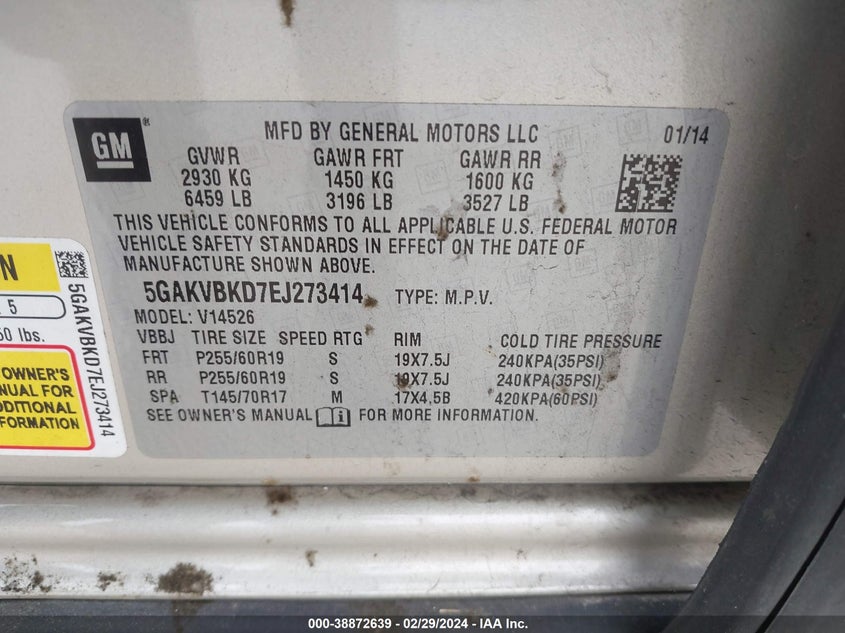 GM
MFD BY GENERAL MOTORS LLC 01/14
GVWR GAWR FRT GAWR RR
2930 KG 1450 KG 1600 KG
6459 LB 3196 LB 3527 LB
THIS VEHICLE CONFORMS TO ALL APPLICABLE U.S. FEDERAL MOTOR
VEHICLE SAFETY STANDARDS IN EFFECT ON THE DATE OF
MANUFACTURE SHOWN ABOVE.
5GAKVBKD7EJ273414 TYPE: M.P.V.
MODEL: V14526
VBBJ TIRE SIZE SPEED RTG RIM COLD TIRE PRESSURE
FRT P255/60R19 S 19X7.5J 240KPA(35PSI)
RR P255/60R19 S 19X7.5J 240KPA(35PSI)
SPA T145/70R17 M 17X4.5B 420KPA(60PSI)
SEE OWNER'S MANUAL FOR MORE INFORMATION.
N
5
lbs.
OWNER'S
MANUAL FOR
ADDITIONAL
INFORMATION
5GAKVBKD7EJ273414
000-38872639 - 02/29/2024 - IAA Inc.